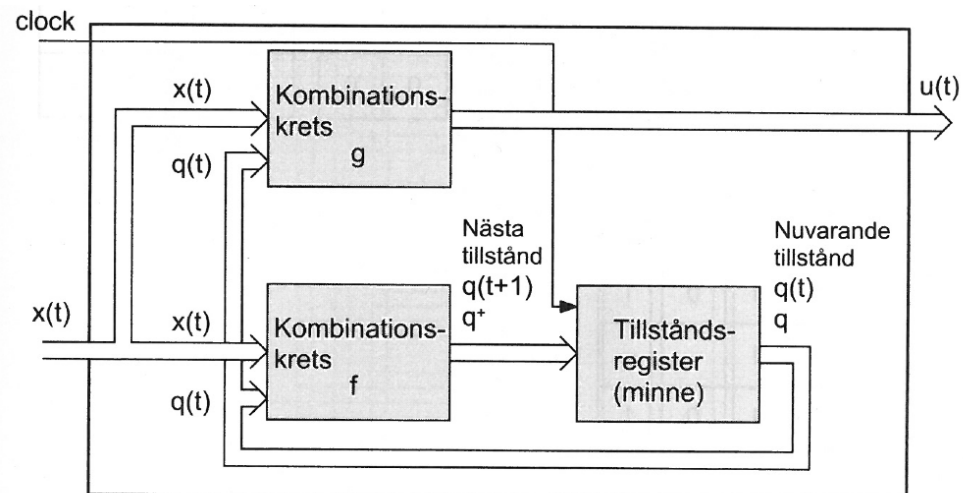 clock
x(t)
Kombinations-
krets
g
q(t)
u(t)
Nästa
tillstånd
q(t+1)
q⁺
Nuvarande
tillstånd
q(t)
q
x(t)
x(t)
Kombinations-
krets
f
q(t)
Tillstånds-
register
(minne)